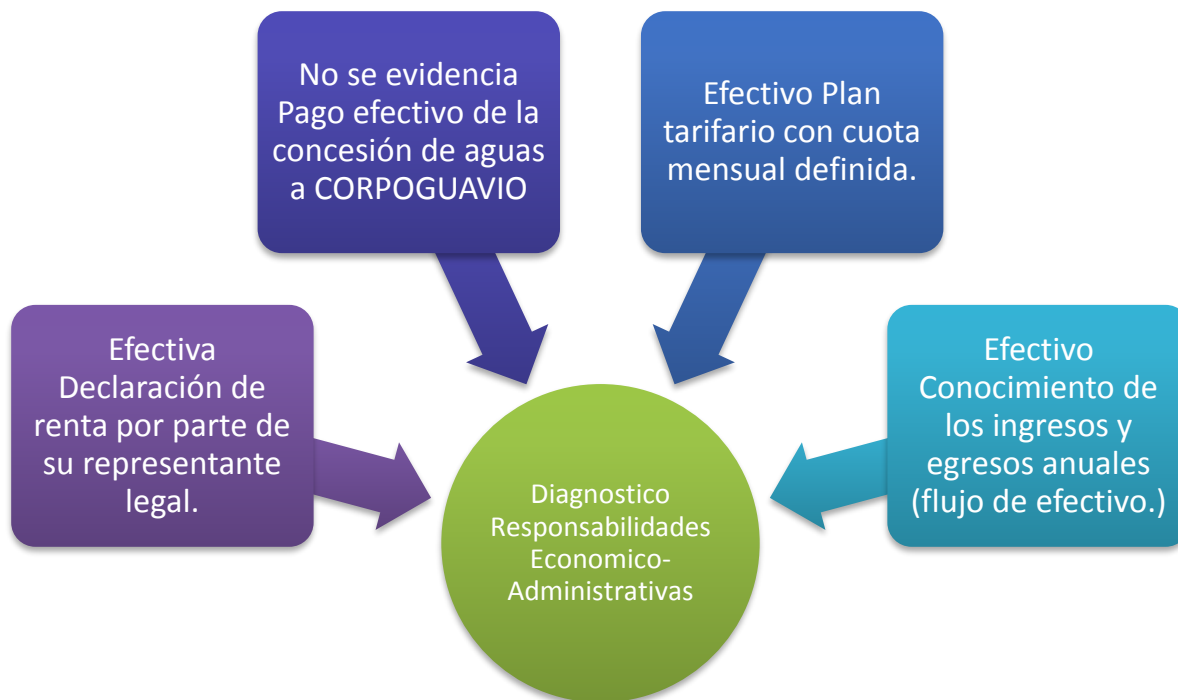 No se evidencia
Pago efectivo de la
concesión de aguas
a CORPOGUAVIO
Efectivo Plan
tarifario con cuota
mensual definida.
Efectiva
Declaración de
renta por parte de
su representante
legal.
Efectivo
Conocimiento de
los ingresos y
egresos anuales
(flujo de efectivo.)
Diagnostico
Responsabilidades
Economico-
Administrativas